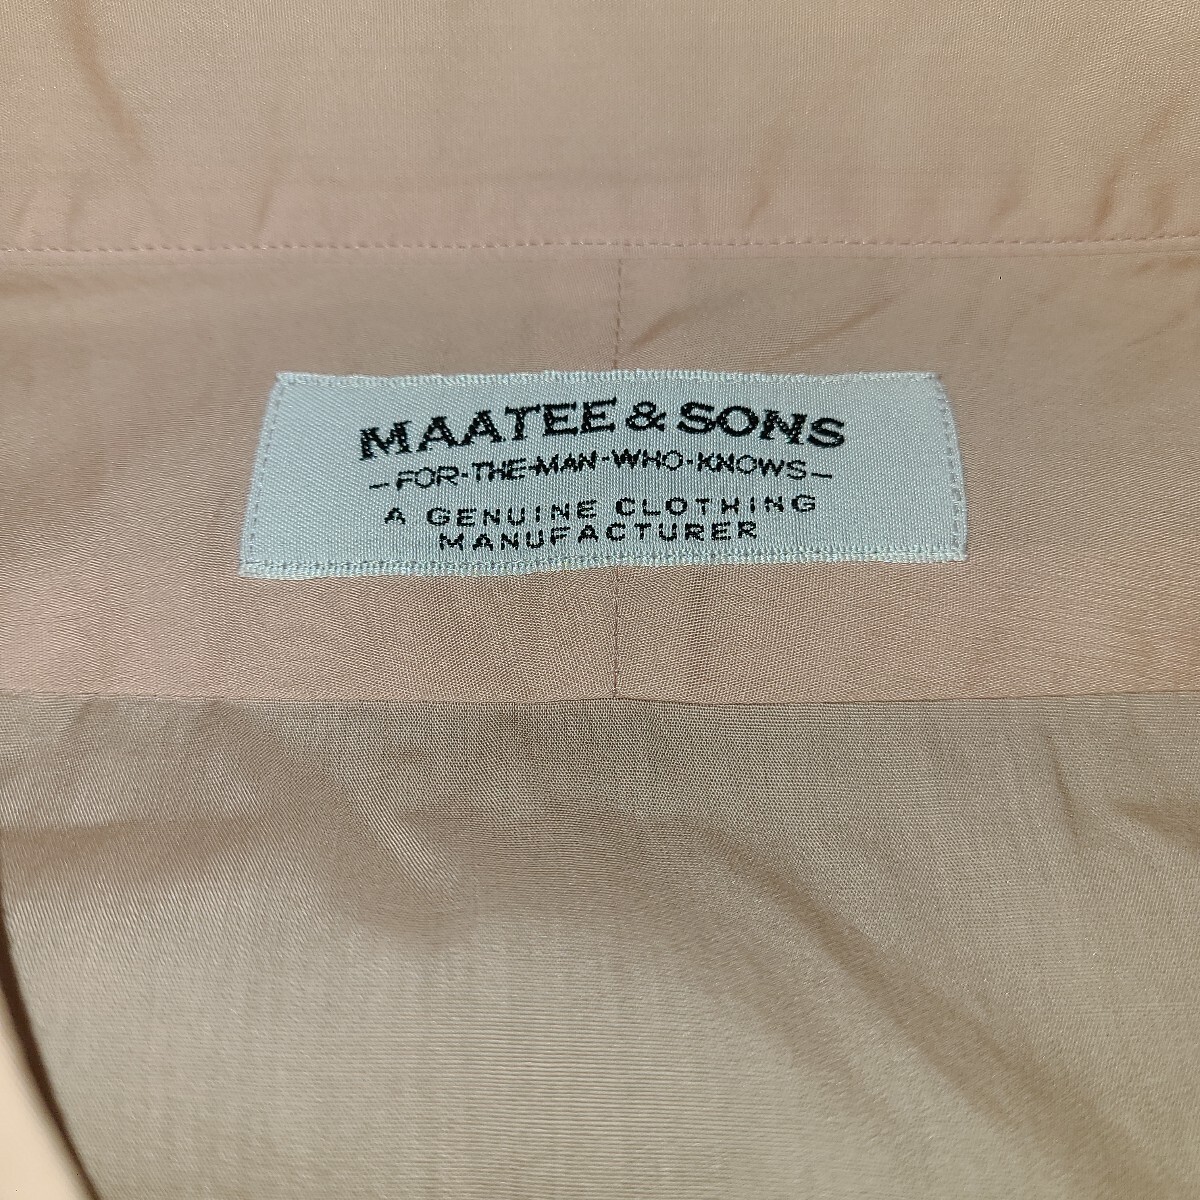 MAATEE & SONS
-FOR-THE-MAN-WHO-KNOWS-
A GENUINE CLOTHING
MANUFACTURER